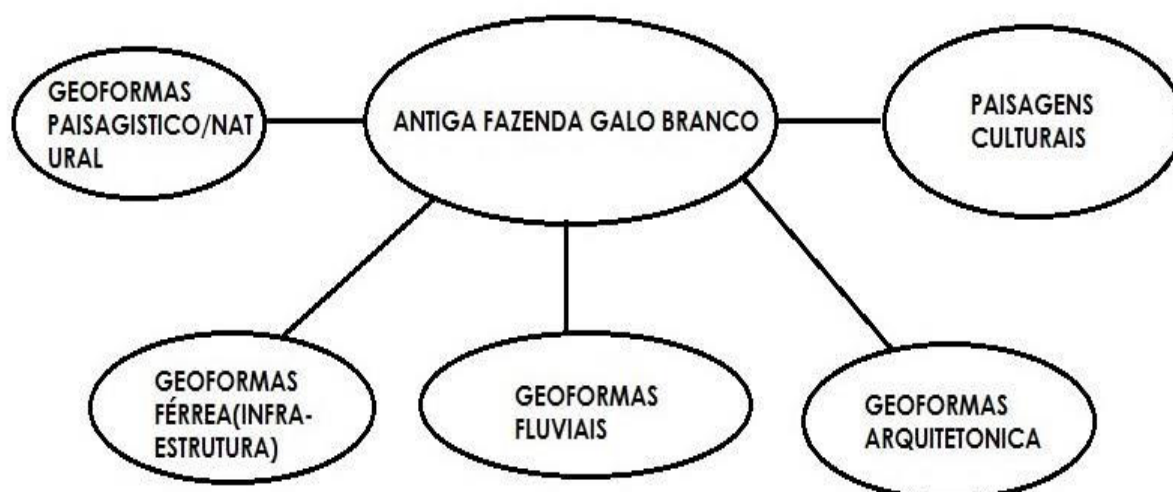 GEOFORMAS
PAISAGISTICO/NAT
URAL
ANTIGA FAZENDA GALO BRANCO
PAISAGENS
CULTURAIS
GEOFORMAS
FÉRREA(INFRA-
ESTRUTURA)
GEOFORMAS
FLUVIAIS
GEOFORMAS
ARQUITETONICA